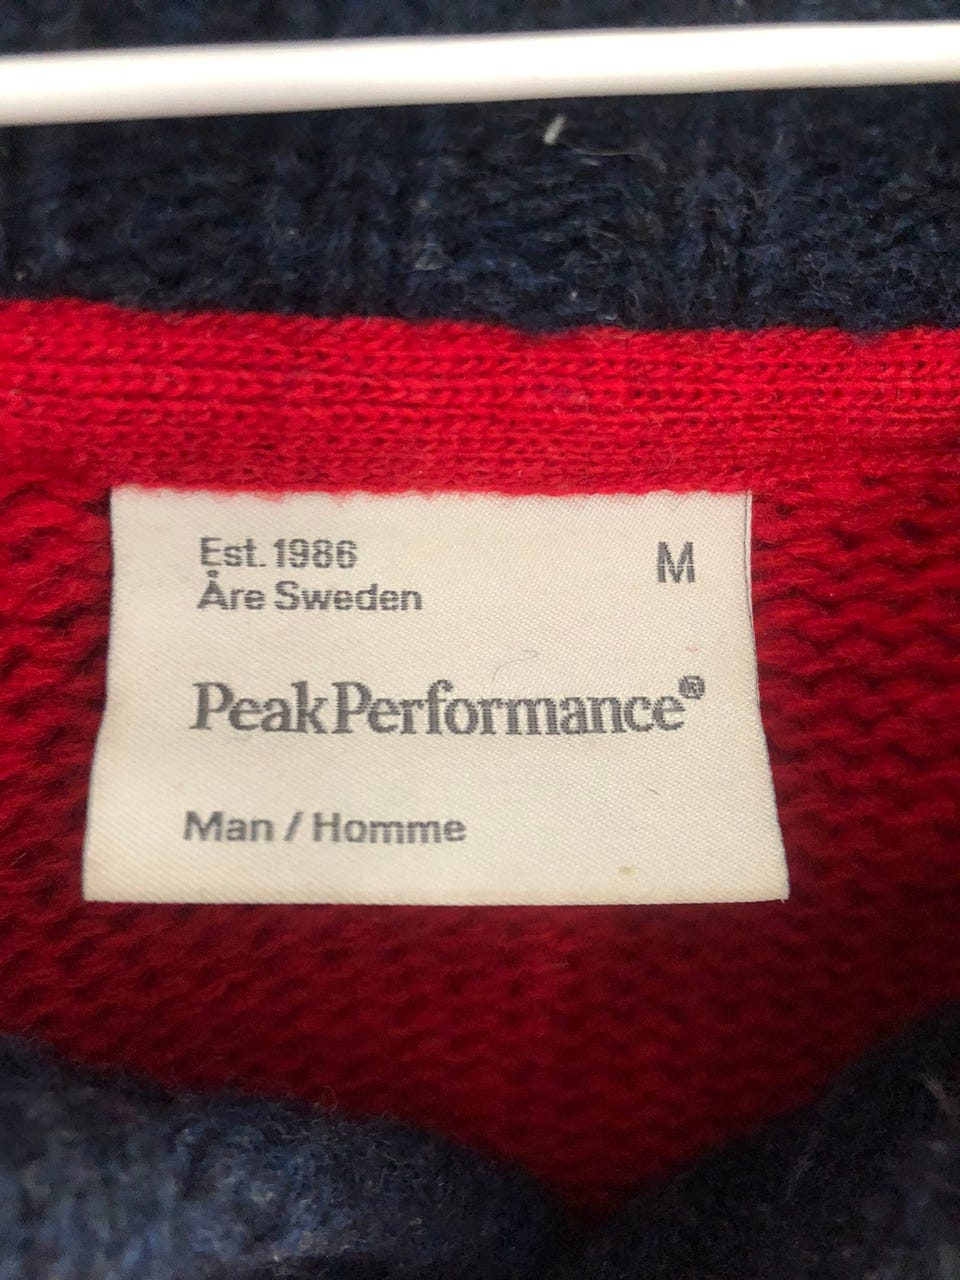 Est. 1986
M
Åre Sweden
PeakPerformance®
Man / Homme